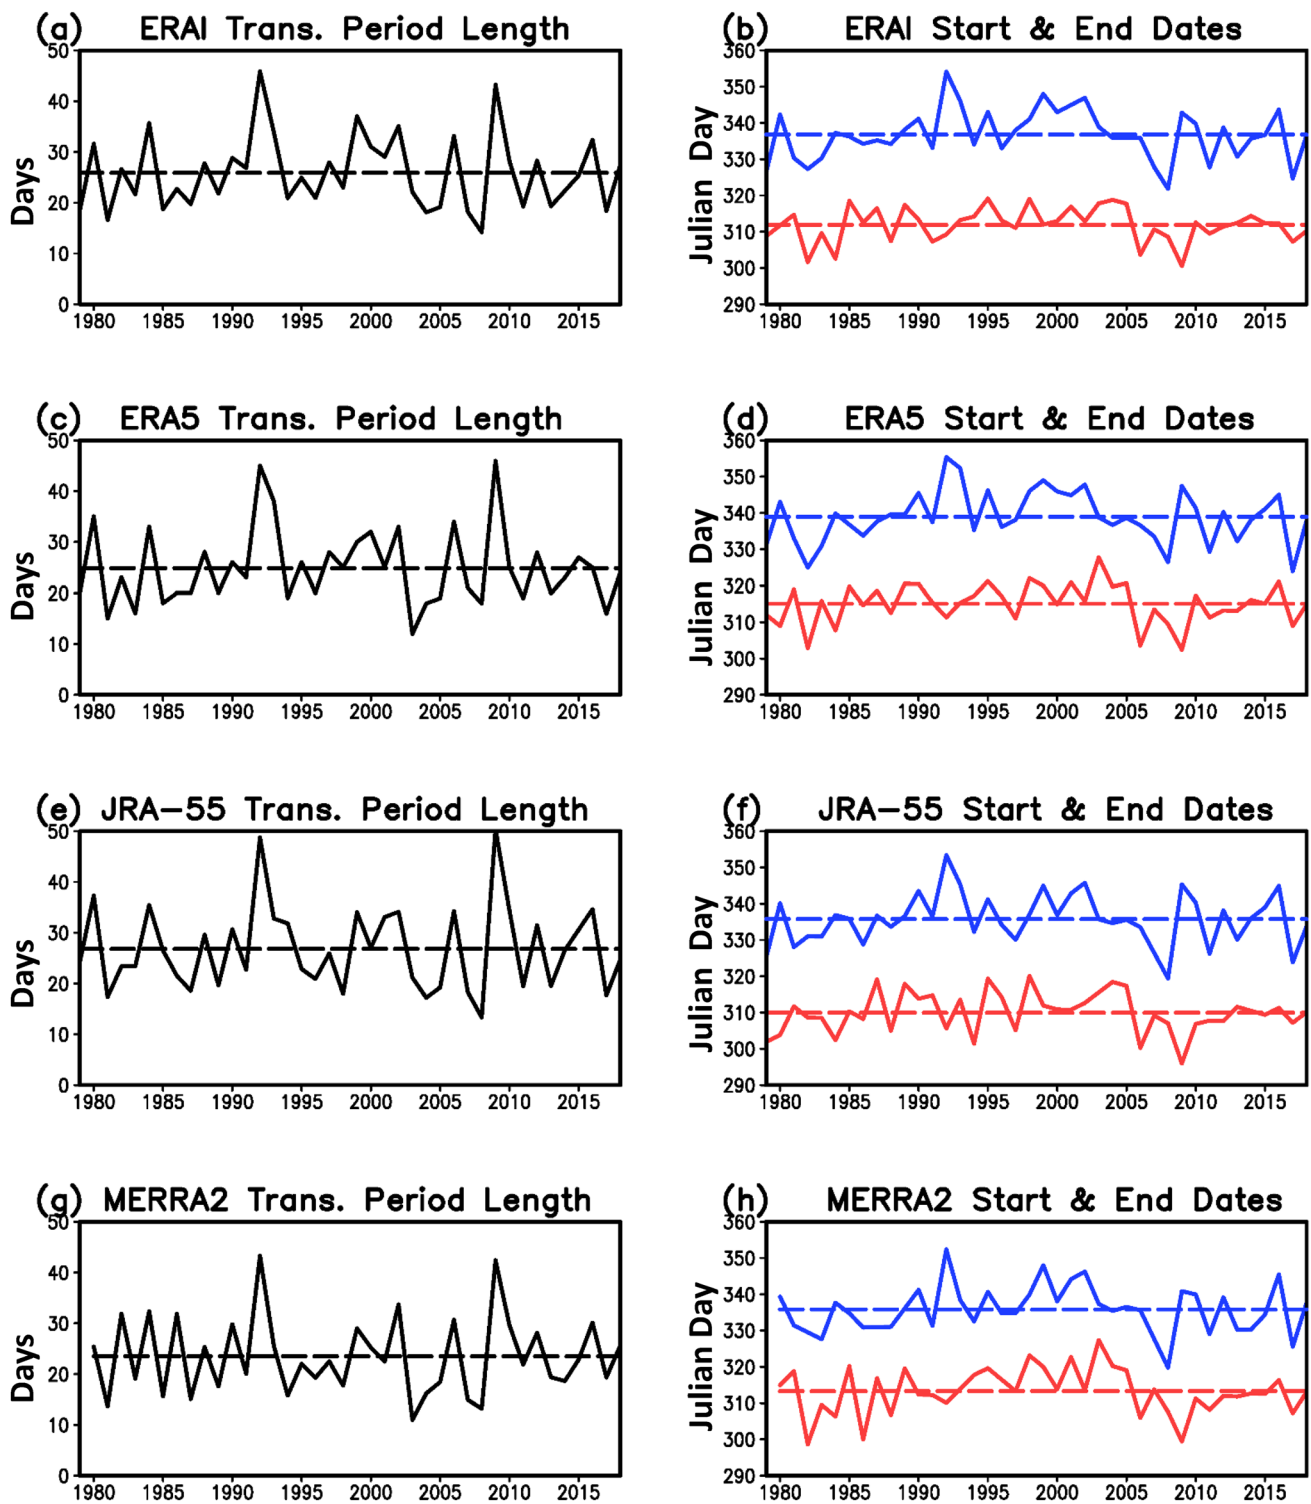 (a) ERAI Trans. Period Length
50
40
30
20
10
0
Days
1980 1985 1990 1995 2000 2005 2010 2015
(b) ERAI Start & End Dates
360
350
340
330
320
310
300
290
Julian Day
1980 1985 1990 1995 2000 2005 2010 2015
(c) ERA5 Trans. Period Length
50
40
30
20
10
0
Days
1980 1985 1990 1995 2000 2005 2010 2015
(d) ERA5 Start & End Dates
360
350
340
330
320
310
300
290
Julian Day
1980 1985 1990 1995 2000 2005 2010 2015
(e) JRA-55 Trans. Period Length
50
40
30
20
10
0
Days
1980 1985 1990 1995 2000 2005 2010 2015
(f) JRA-55 Start & End Dates
360
350
340
330
320
310
300
290
Julian Day
1980 1985 1990 1995 2000 2005 2010 2015
(g) MERRA2 Trans. Period Length
50
40
30
20
10
0
Days
1980 1985 1990 1995 2000 2005 2010 2015
(h) MERRA2 Start & End Dates
360
350
340
330
320
310
300
290
Julian Day
1980 1985 1990 1995 2000 2005 2010 2015